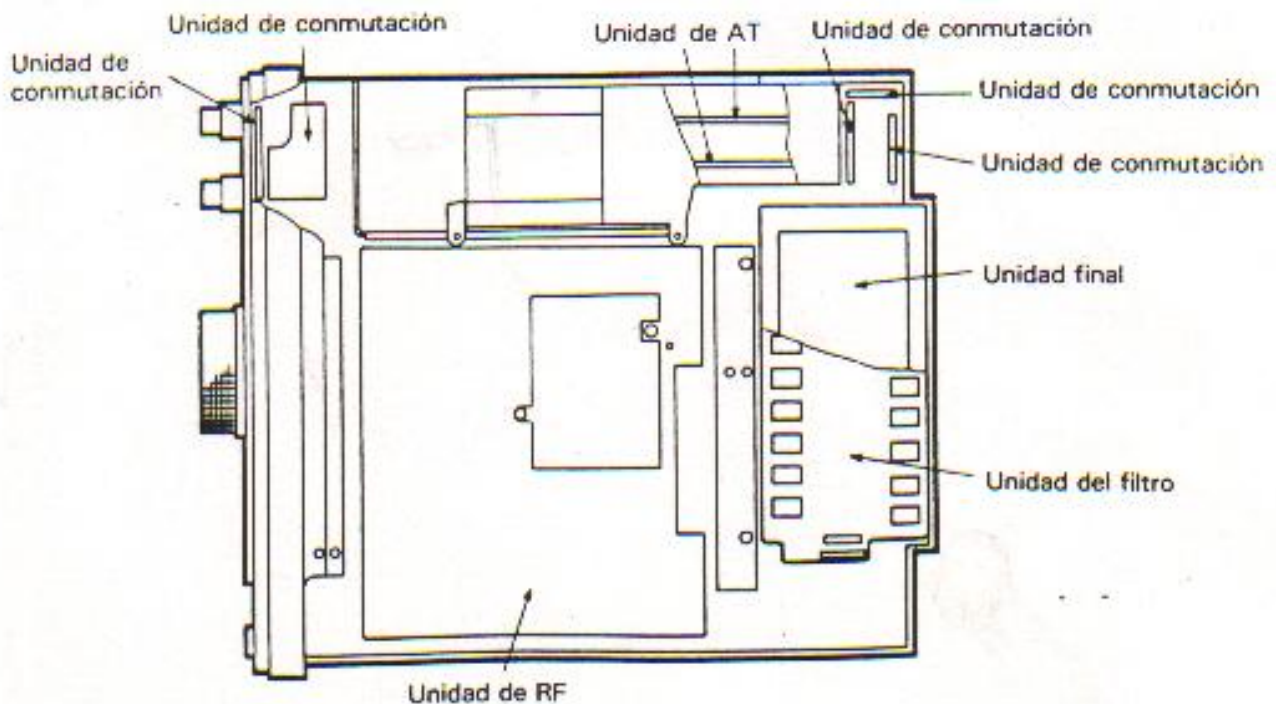 Unidad de conmutación
Unidad de AT
Unidad de conmutación
Unidad de
conmutación
Unidad de conmutación
Unidad de conmutación
Unidad final
Unidad del filtro
Unidad de RF